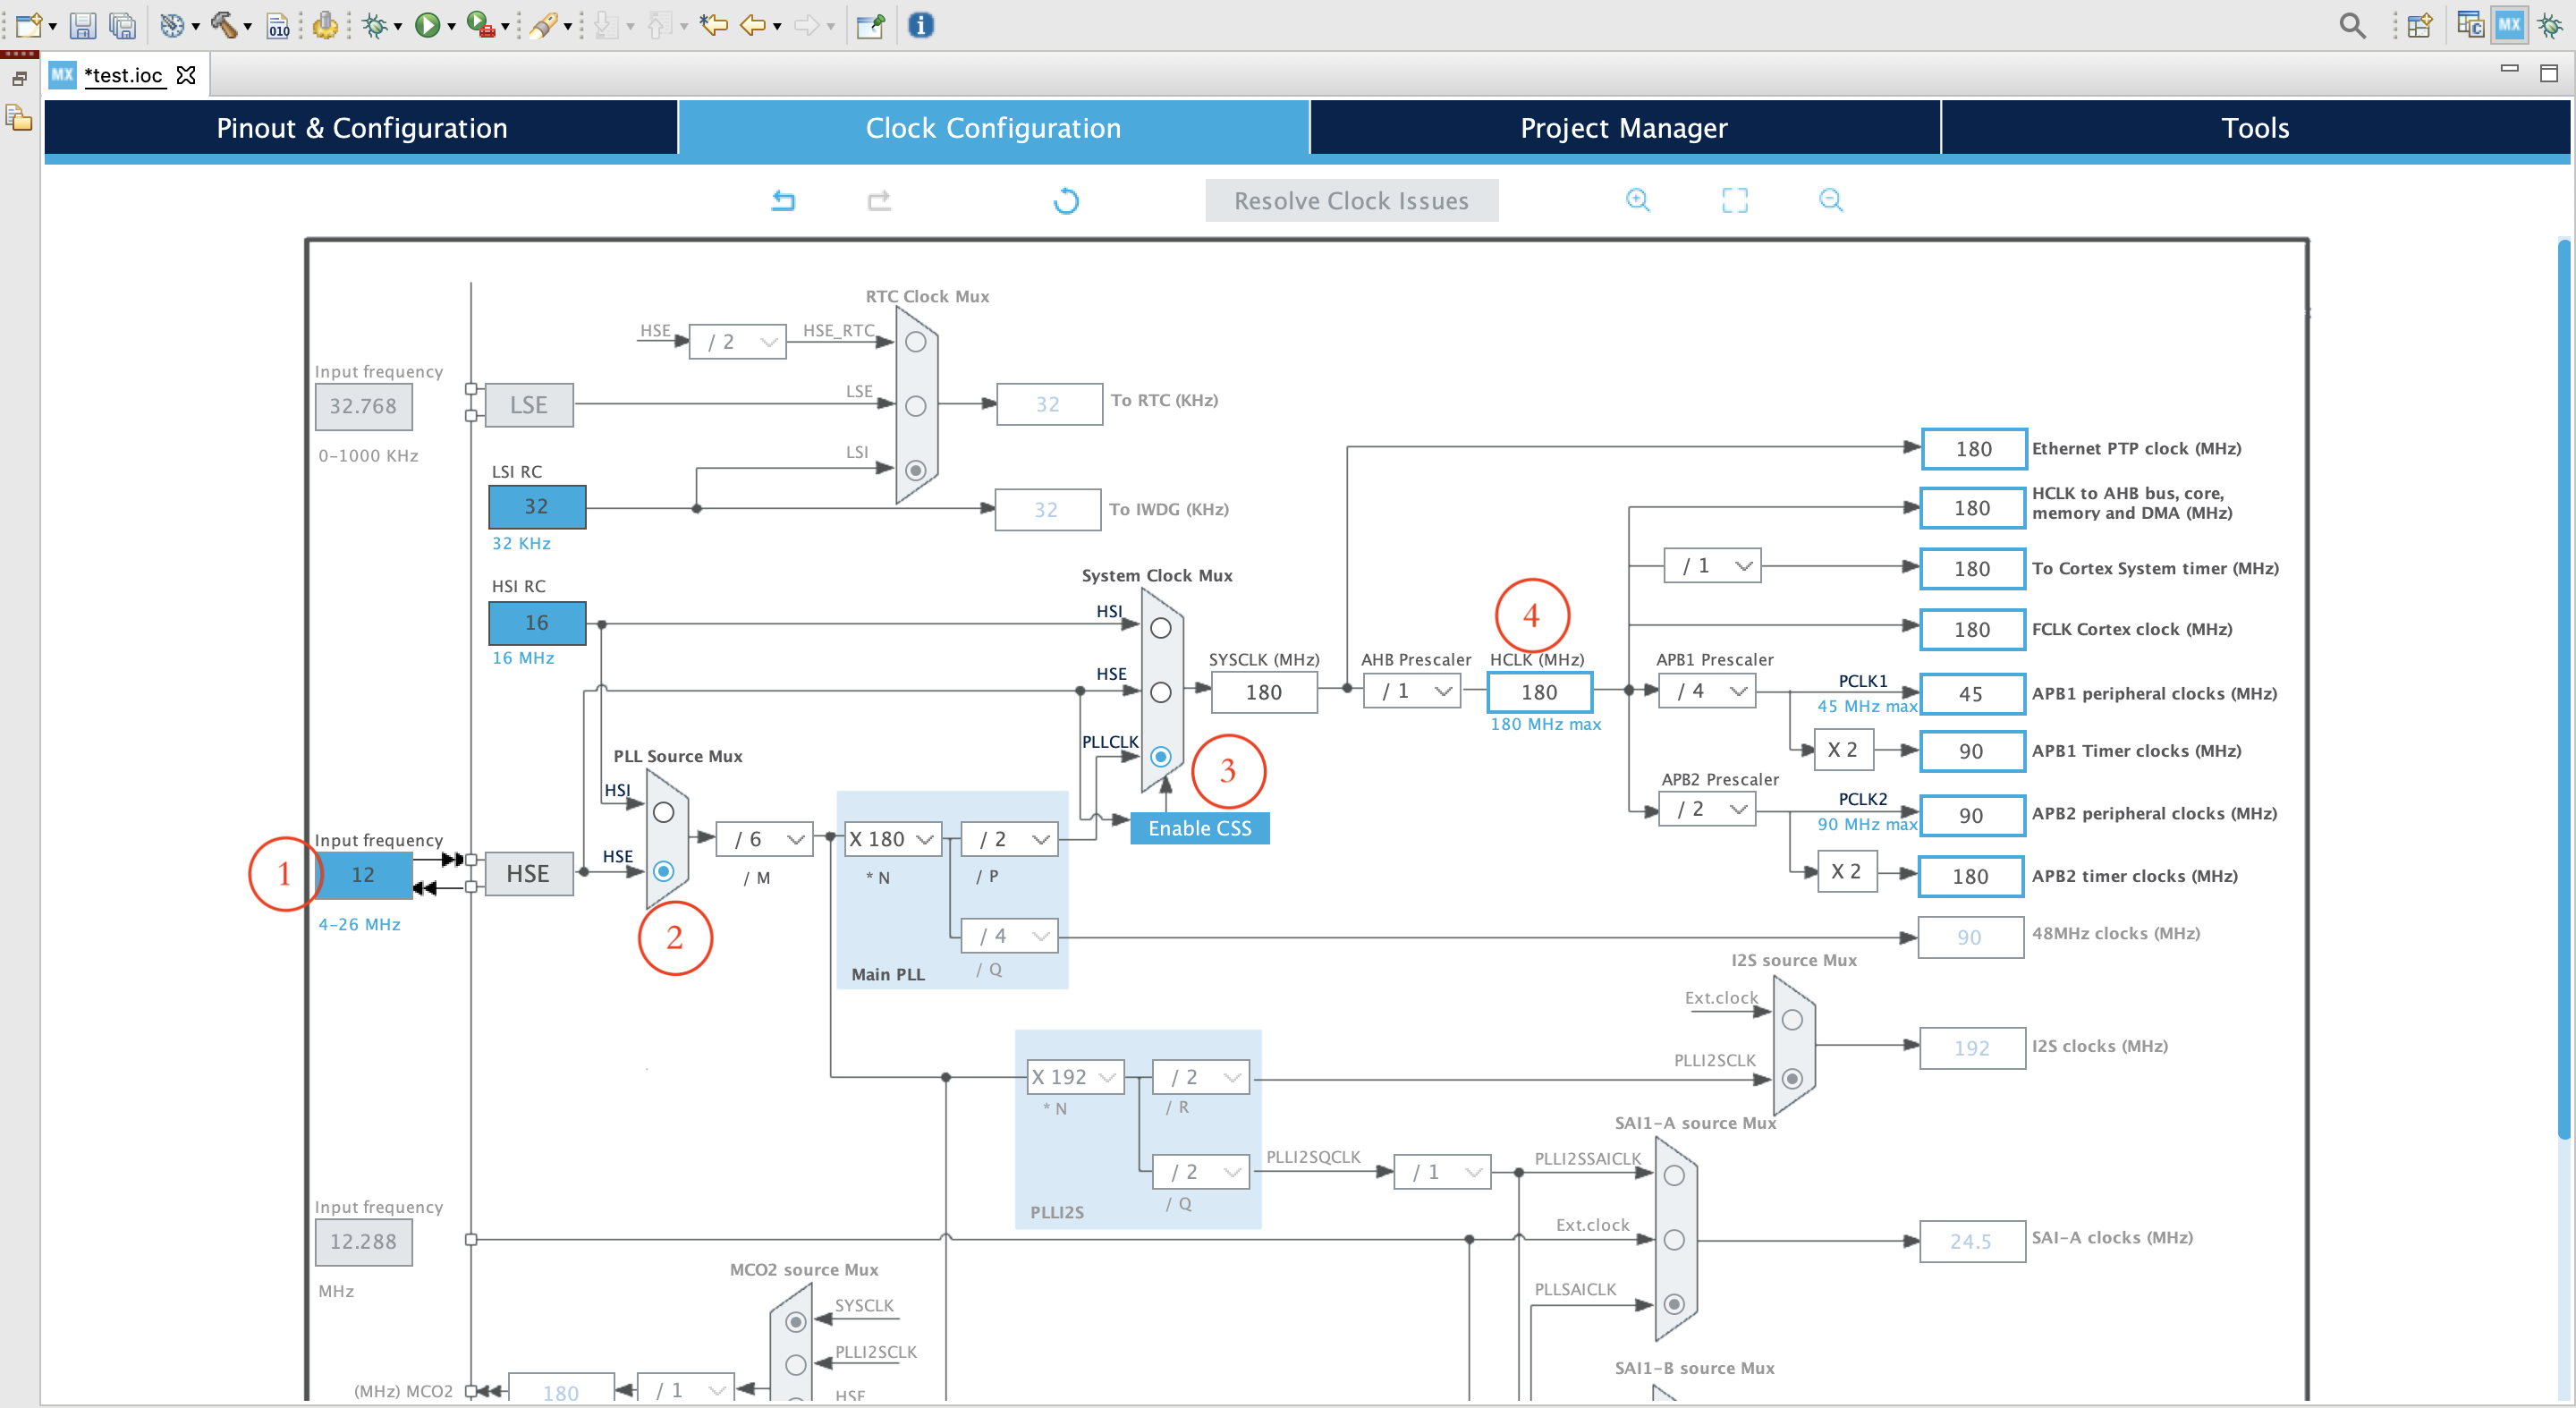 010
MX
MX *test.ioc
Pinout & Configuration
Clock Configuration
Project Manager
Tools
Resolve Clock Issues
RTC Clock Mux
HSE
/ 2
HSE_RTC
Input frequency
32.768
0-1000 KHz
LSE
LSE
32
To RTC (KHz)
LSI
LSI RC
32
32 KHz
32
To IWDG (KHz)
180
Ethernet PTP clock (MHz)
180
HCLK to AHB bus, core,
memory and DMA (MHz)
/ 1
180
To Cortex System timer (MHz)
180
FCLK Cortex clock (MHz)
HSI RC
16
16 MHz
System Clock Mux
HSI
HSE
PLLCLK
3
Enable CSS
SYSCLK (MHz)
180
AHB Prescaler
/ 1
4
HCLK (MHz)
180
180 MHz max
APB1 Prescaler
/ 4
PCLK1
45 MHz max
45
APB1 peripheral clocks (MHz)
X 2
90
APB1 Timer clocks (MHz)
APB2 Prescaler
/ 2
PCLK2
90 MHz max
90
APB2 peripheral clocks (MHz)
X 2
180
APB2 timer clocks (MHz)
PLL Source Mux
HSI
HSE
2
1
Input frequency
12
4-26 MHz
HSE
/ 6
/ M
X 180
* N
/ 2
/ P
/ 4
/ Q
Main PLL
90
48MHz clocks (MHz)
I2S source Mux
Ext.clock
PLLI2SCLK
192
I2S clocks (MHz)
X 192
* N
/ 2
/ R
/ 2
/ Q
PLLI2S
PLLI2SQCLK
/ 1
SAI1-A source Mux
PLLI2SSAICLK
Ext.clock
PLLSAICLK
24.5
SAI-A clocks (MHz)
Input frequency
12.288
MHz
MCO2 source Mux
SYSCLK
PLLI2SCLK
HSE
(MHz) MCO2
180
/ 1
SAI1-B source Mux